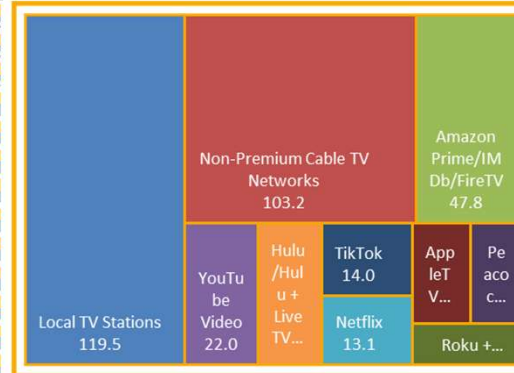 Local TV Stations
119.5
Non-Premium Cable TV
Networks
103.2
Amazon
Prime/IM
Db/FireTV
47.8
YouTu
be
Video
22.0
Hulu
/Hul
u +
Live
TV...
TikTok
14.0
Netflix
13.1
App
leT
V...
Pe
aco
c...
Roku +...